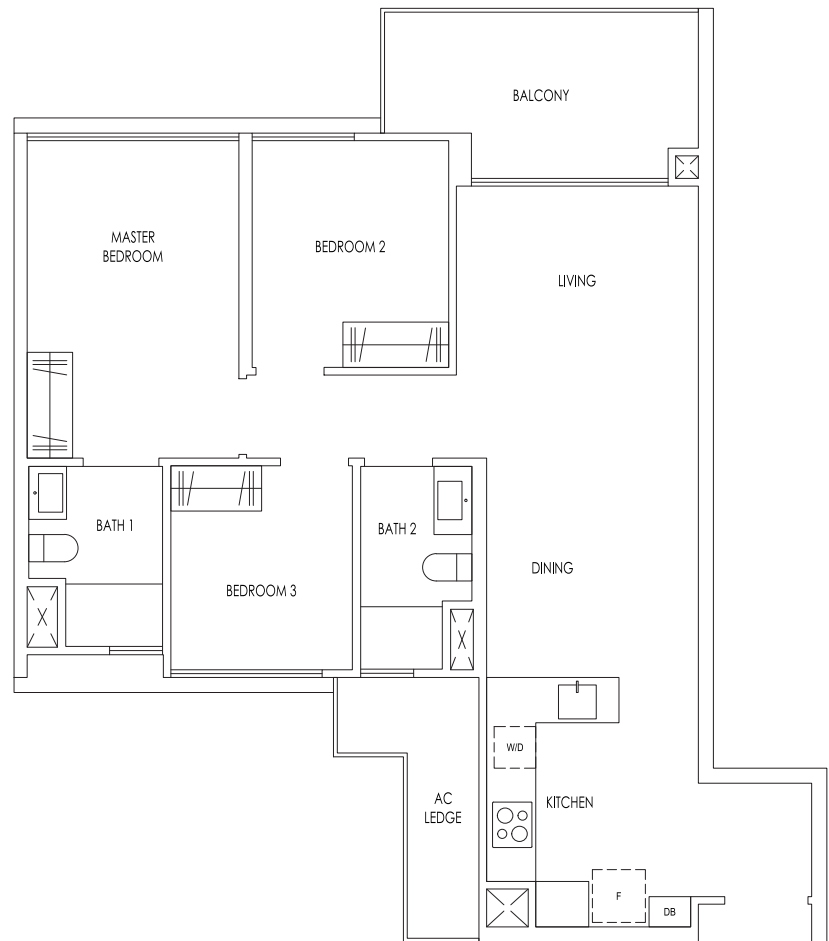 BALCONY
MASTER
BEDROOM
BEDROOM 2
LIVING
BATH 1
BATH 2
DINING
BEDROOM 3
W/D
AC
LEDGE
KITCHEN
F
DB